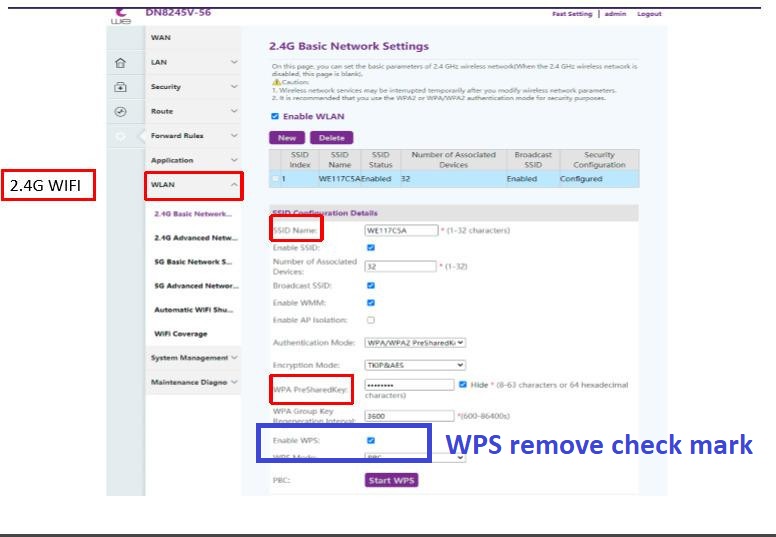 we
DN8245V-56
Fast Setting | admin Logout
WAN
LAN
Security
Route
Forward Rules
Application
2.4G WIFI
WLAN
2.4G Basic Network...
2.4G Advanced Netw...
5G Basic Network S...
5G Advanced Networ...
Automatic WiFi Shu...
WiFi Coverage
System Management
Maintenance Diagno
2.4G Basic Network Settings
On this page, you can set the basic parameters of 2.4 GHz wireless network(When the 2.4 GHz wireless network is
disabled, this page is blank).
Caution:
1. Wireless network services may be interrupted temporarily after you modify wireless network parameters.
2. It is recommended that you use the WPA2 or WPA/WPA2 authentication mode for security purposes.
Enable WLAN
New Delete
SSID SSID SSID Number of Associated Broadcast Security
Index Name Status Devices SSID Configuration
1 WE117C5AEnabled 32 Enabled Configured
SSID Configuration Details
SSID Name: WE117C5A * (1-32 characters)
Enable SSID:
Number of Associated
Devices: 32 * (1-32)
Broadcast SSID:
Enable WMM:
Enable AP Isolation:
Authentication Mode: WPA/WPA2 PreSharedKe
Encryption Mode: TKIP&AES
WPA PreSharedKey: •••••••• Hide * (8-63 characters or 64 hexadecimal
characters)
WPA Group Key
Regeneration Interval: 3600 *(600-86400s)
Enable WPS:
WPS remove check mark
WPS Mode: PBC
PBC: Start WPS